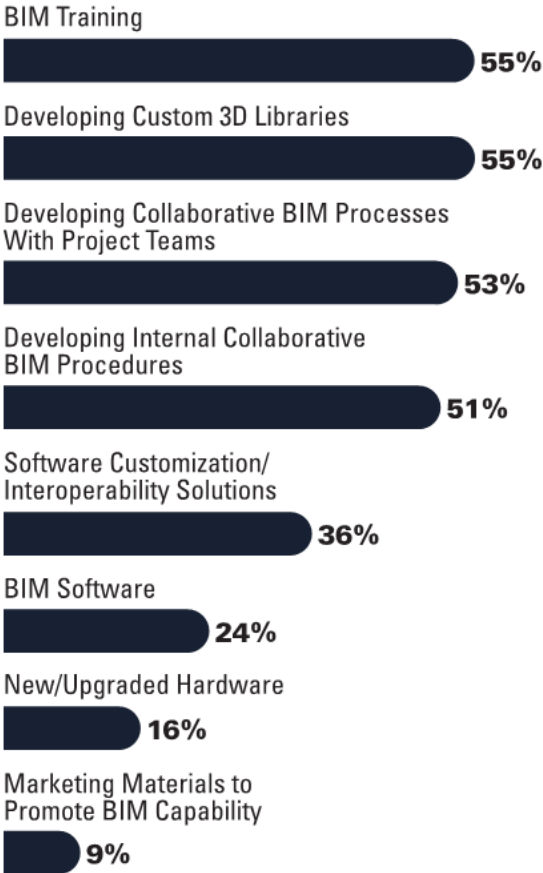 BIM Training
55%
Developing Custom 3D Libraries
55%
Developing Collaborative BIM Processes
With Project Teams
53%
Developing Internal Collaborative
BIM Procedures
51%
Software Customization/
Interoperability Solutions
36%
BIM Software
24%
New/Upgraded Hardware
16%
Marketing Materials to
Promote BIM Capability
9%